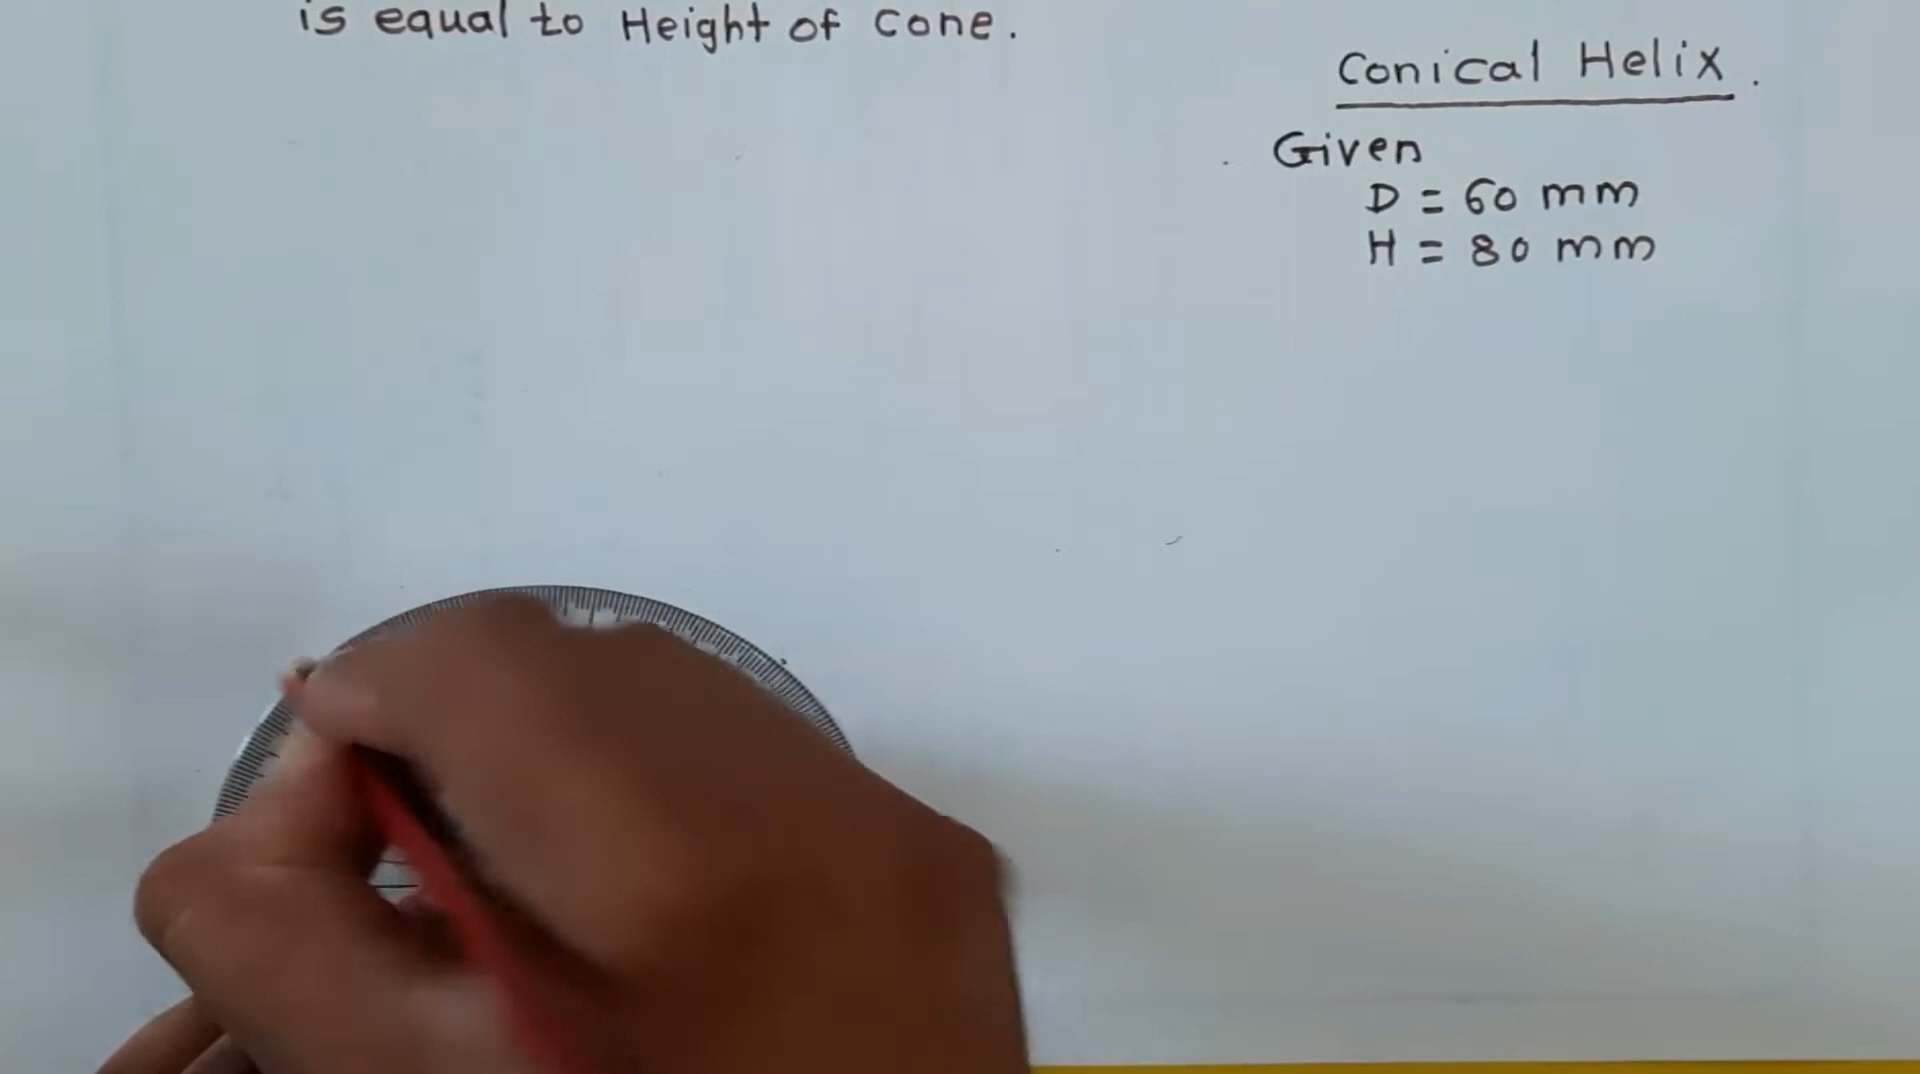 is equal to Height of cone.
Conical Helix.
Given
D = 60 mm
H = 80 mm